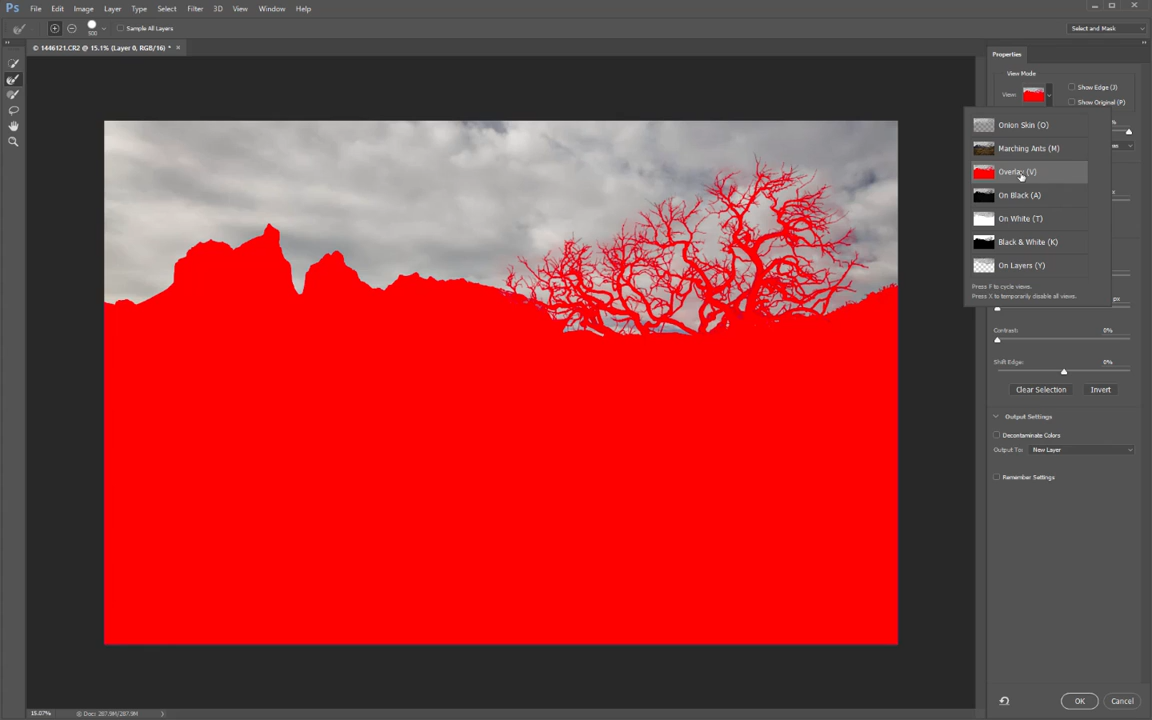 Ps File Edit Image Layer Type Select Filter 3D View Window Help
500 Sample All Layers Select and Mask
© 1446121.CR2 @ 15.1% (Layer 0, RGB/16) * ×
Properties
View Mode
View: Show Edge (J)
Show Original (P)
%
Onion Skin (O)
Marching Ants (M)
Overlay (V)
On Black (A)
On White (T)
Black & White (K)
On Layers (Y)
Press F to cycle views.
Press X to temporarily disable all views.
px
Contrast: 0%
Shift Edge: 0%
Clear Selection Invert
Output Settings
Decontaminate Colors
Output To: New Layer
Remember Settings
OK Cancel
15.07% Doc: 287.9M/287.9M